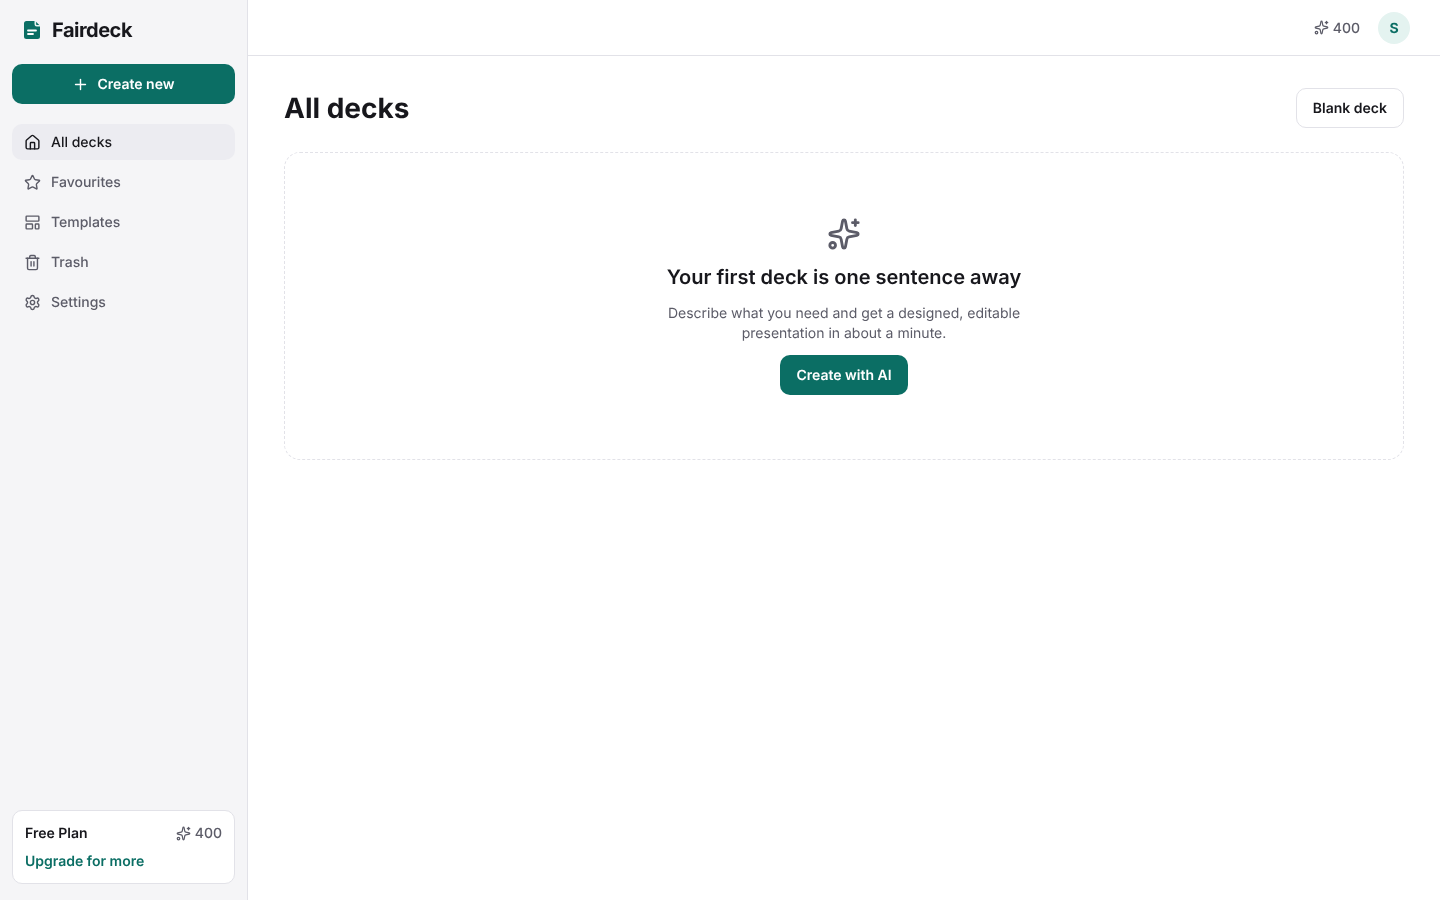 Fairdeck
400
S
Create new
All decks
Favourites
Templates
Trash
Settings
All decks
Blank deck
Your first deck is one sentence away
Describe what you need and get a designed, editable
presentation in about a minute.
Create with AI
Free Plan
400
Upgrade for more